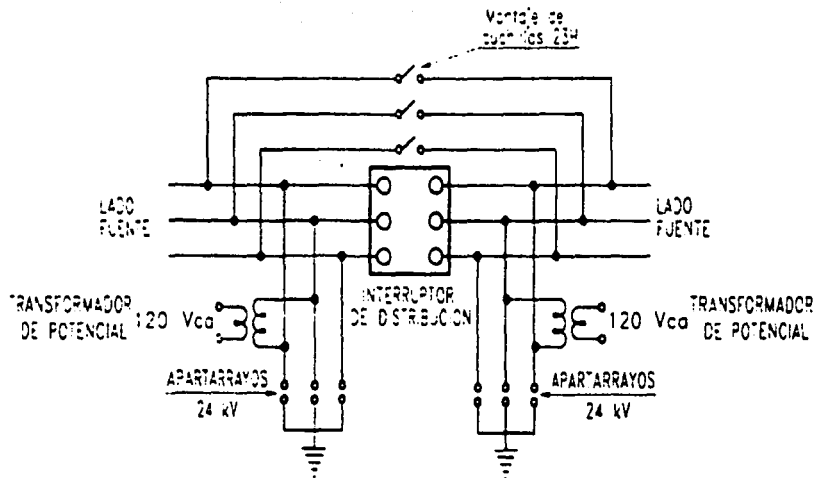 Montaje de
cuchillas 23H
LADO
FUENTE
LADO
FUENTE
INTERRUPTOR
DE DISTRIBUCION
TRANSFORMADOR
DE POTENCIAL
120 Vca
120 Vca
TRANSFORMADOR
DE POTENCIAL
APARTARRAYOS
24 kV
APARTARRAYOS
24 kV